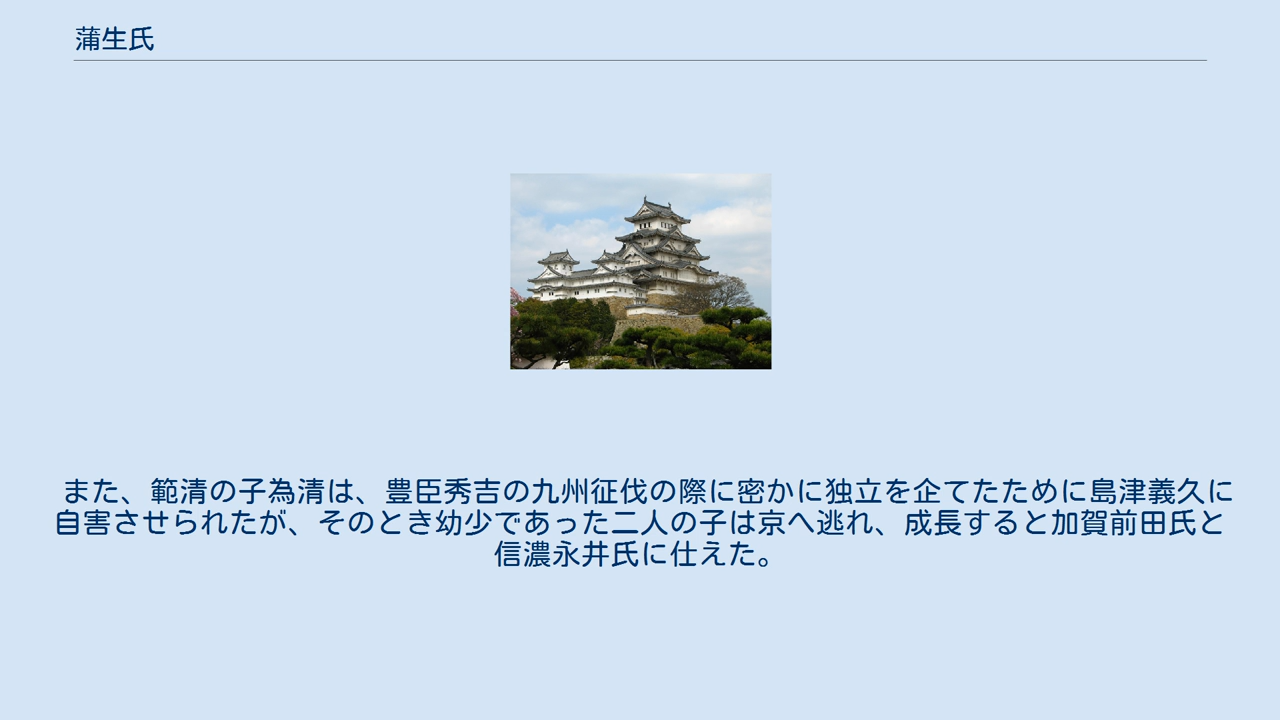 蒲生氏
また、範清の子為清は、豊臣秀吉の九州征伐の際に密かに独立を企てたために島津義久に
自害させられたが、そのとき幼少であった二人の子は京へ逃れ、成長すると加賀前田氏と
信濃永井氏に仕えた。